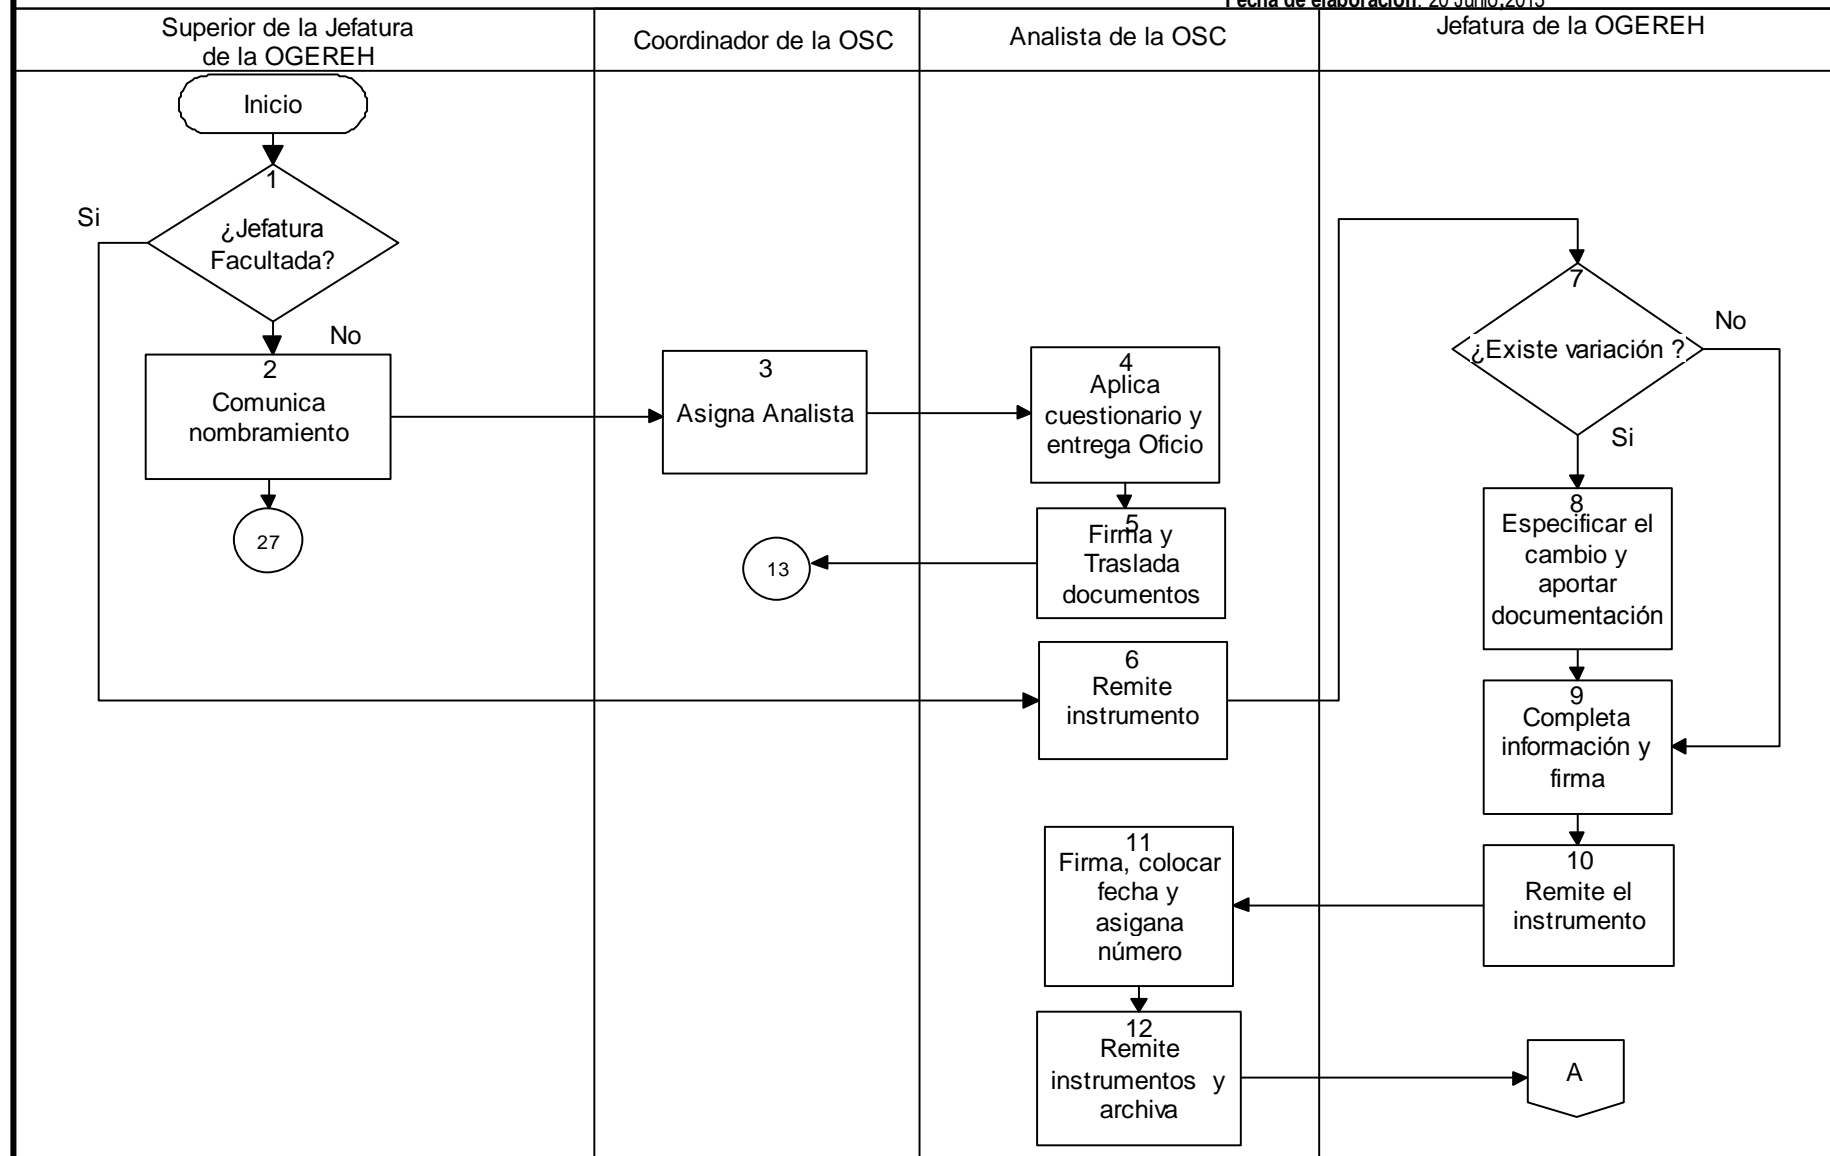 Fecha de elaboración: 20 Junio,2013
Superior de la Jefatura
de la OGEREH
Coordinador de la OSC
Analista de la OSC
Jefatura de la OGEREH
Inicio
1
¿Jefatura
Facultada?
Si
No
2
Comunica
nombramiento
27
3
Asigna Analista
4
Aplica
cuestionario y
entrega Oficio
5
Firma y
Traslada
documentos
13
6
Remite
instrumento
7
¿Existe variación ?
No
Si
8
Especificar el
cambio y
aportar
documentación
9
Completa
información y
firma
10
Remite el
instrumento
11
Firma, colocar
fecha y
asigana
número
12
Remite
instrumentos y
archiva
A